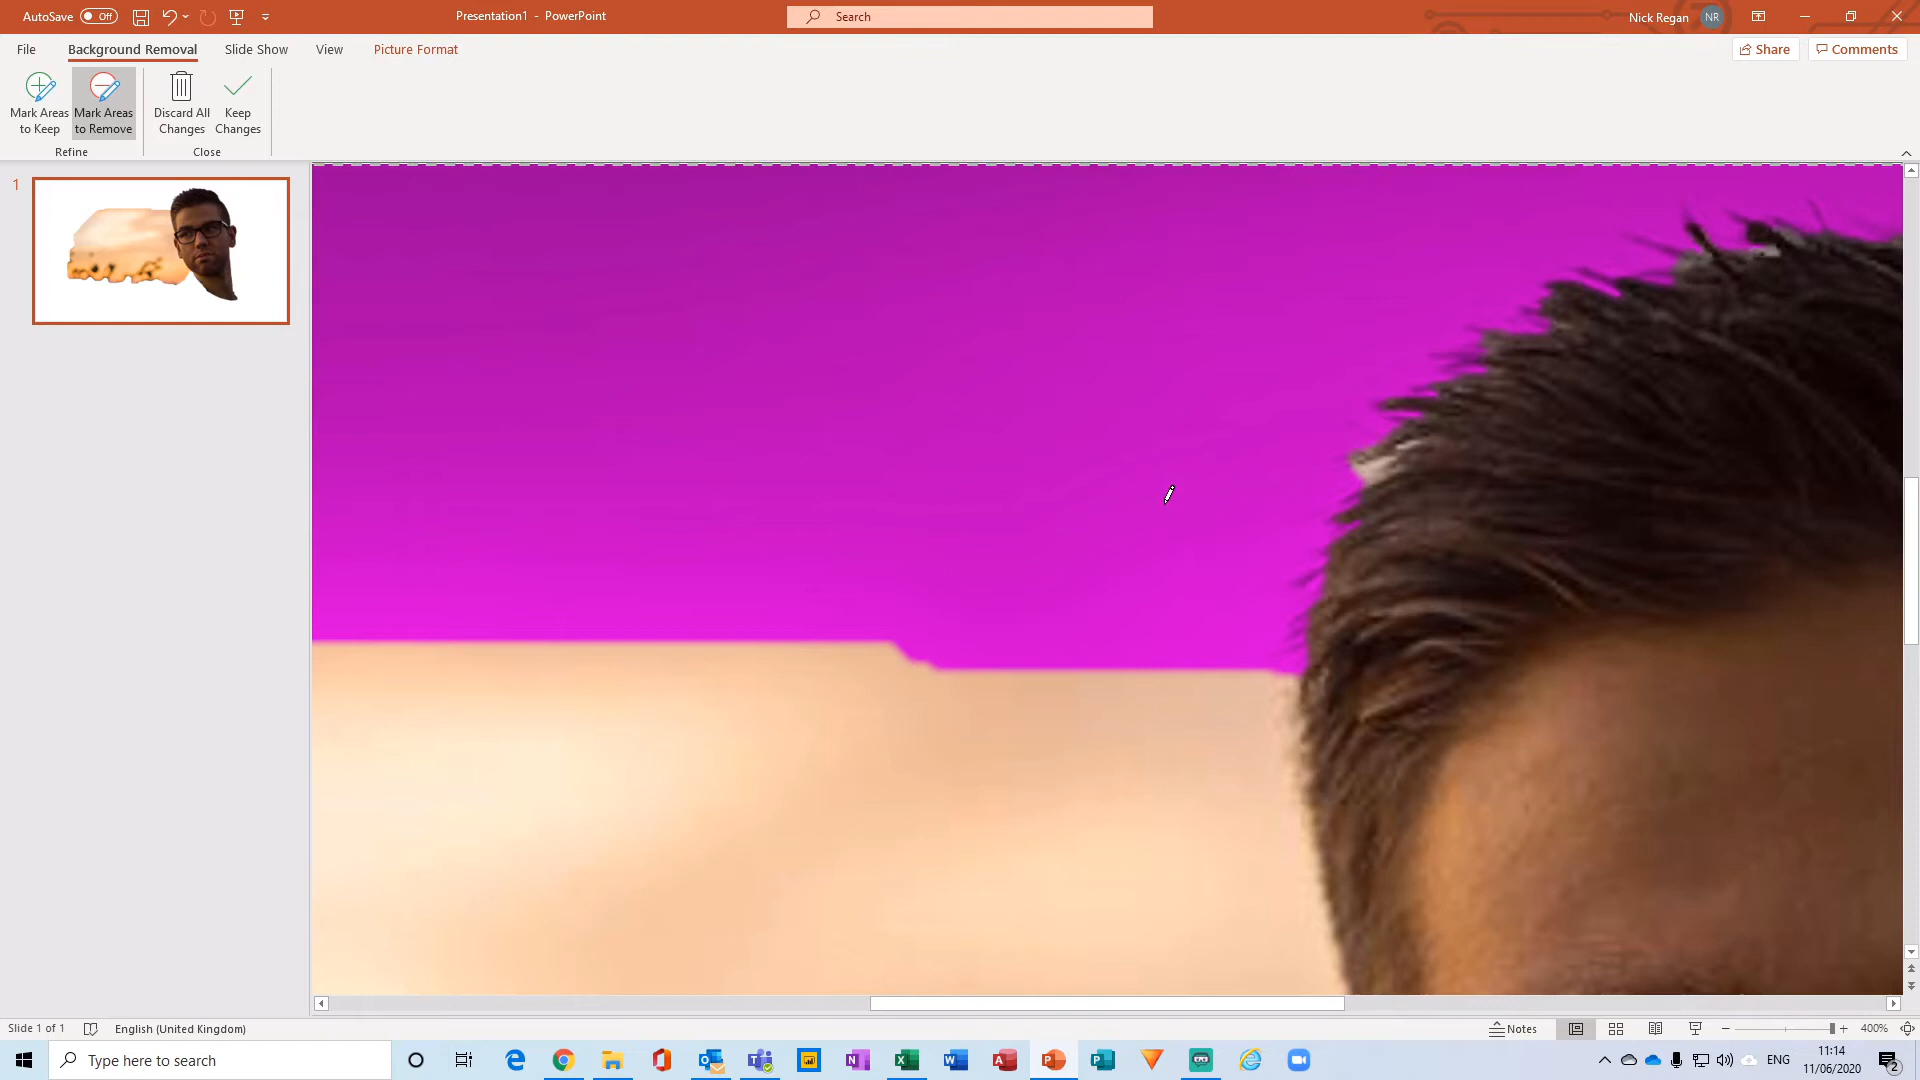 AutoSave Off Presentation1 - PowerPoint Search Nick Regan NR
File Background Removal Slide Show View Picture Format Share Comments
Mark Areas to Keep
Mark Areas to Remove
Discard All Changes
Keep Changes
Refine Close
1
Slide 1 of 1 English (United Kingdom) Notes 400%
Type here to search
ENG
11:14
11/06/2020
2